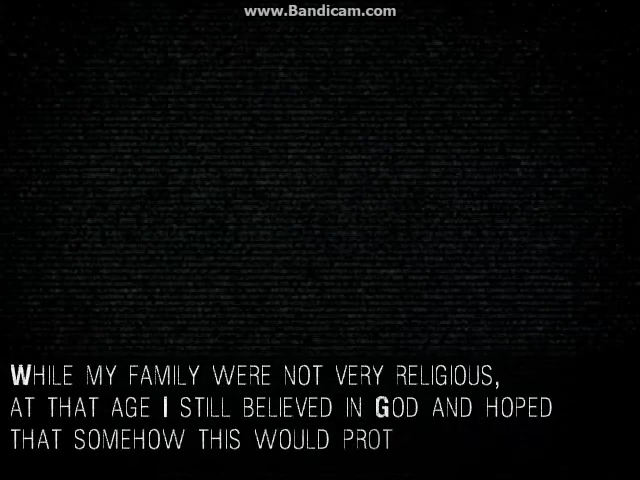 www.Bandicam.com
While my family were not very religious,
at that age I still believed in God and hoped
that somehow this would prot